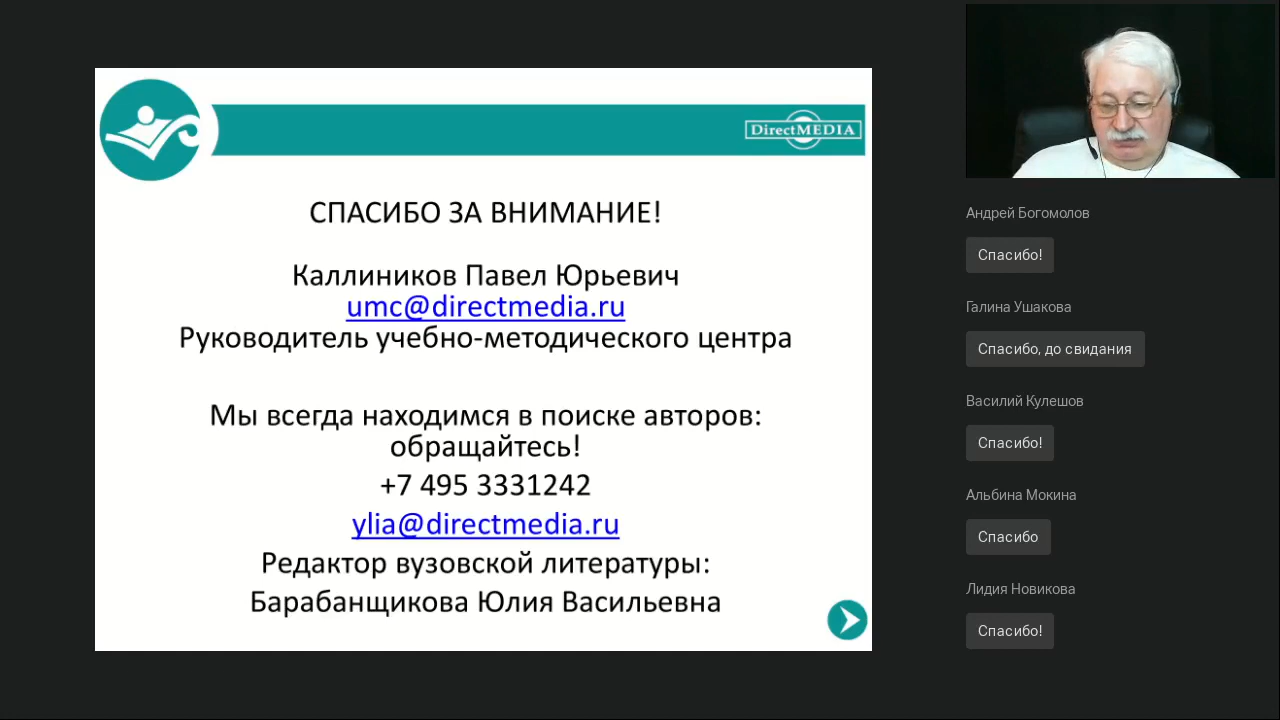 DirectMEDIA
СПАСИБО ЗА ВНИМАНИЕ!
Каллиников Павел Юрьевич
umc@directmedia.ru
Руководитель учебно-методического центра
Мы всегда находимся в поиске авторов:
обращайтесь!
+7 495 3331242
ylia@directmedia.ru
Редактор вузовской литературы:
Барабанщикова Юлия Васильевна
Андрей Богомолов
Спасибо!
Галина Ушакова
Спасибо, до свидания
Василий Кулешов
Спасибо!
Альбина Мокина
Спасибо
Лидия Новикова
Спасибо!